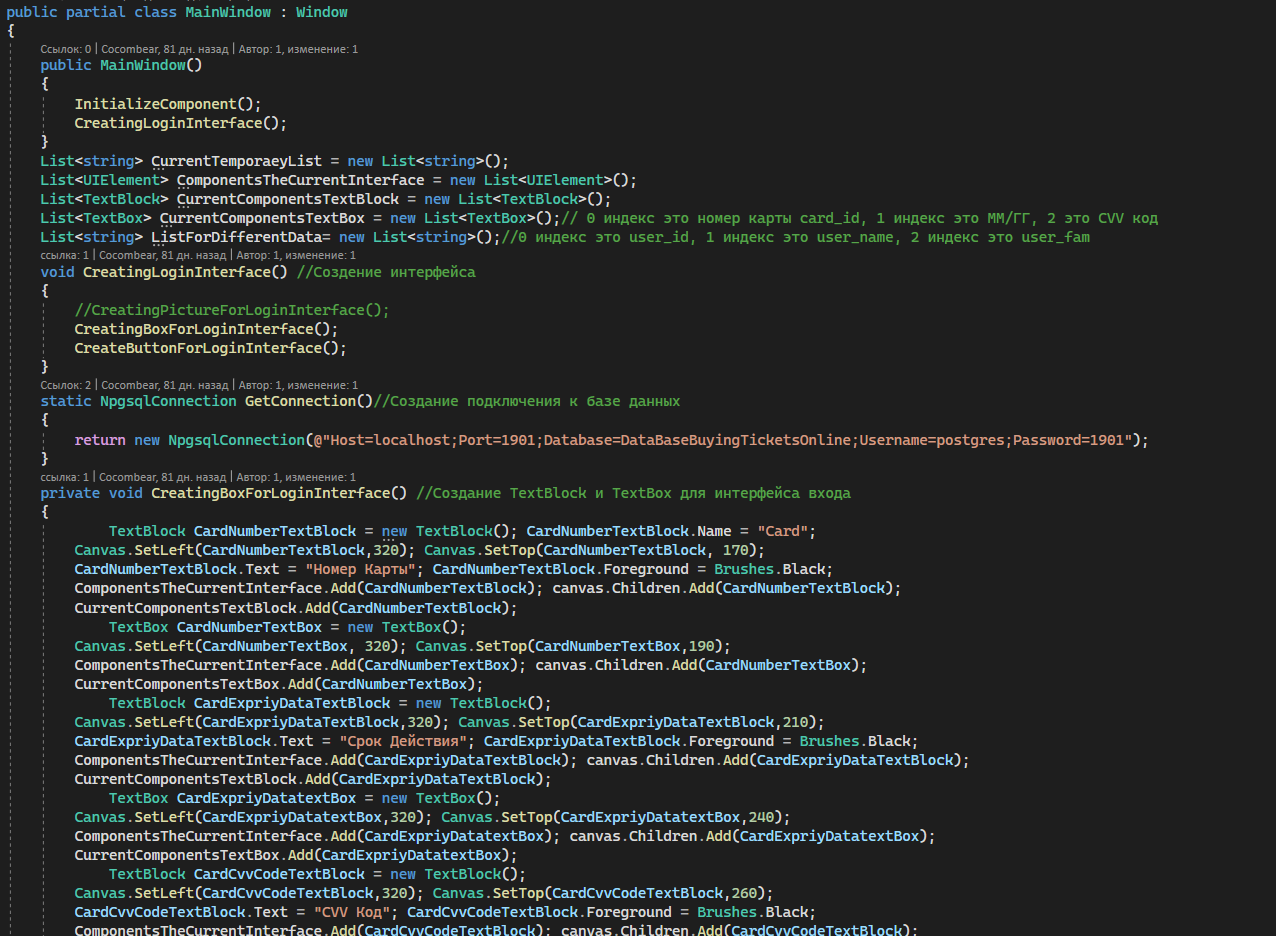 public partial class MainWindow : Window
{
Ссылок: 0 | Cocombear, 81 дн. назад | Автор: 1, изменение: 1
public MainWindow()
{
InitializeComponent();
CreatingLoginInterface();
}
List<string> CurrentTemporaeyList = new List<string>();
List<UIElement> ComponentsTheCurrentInterface = new List<UIElement>();
List<TextBlock> CurrentComponentsTextBlock = new List<TextBlock>();
List<TextBox> CurrentComponentsTextBox = new List<TextBox>();// 0 индекс это номер карты card_id, 1 индекс это ММ/ГГ, 2 это CVV код
List<string> ListForDifferentData= new List<string>();//0 индекс это user_id, 1 индекс это user_name, 2 индекс это user_fam
ссылка: 1 | Cocombear, 81 дн. назад | Автор: 1, изменение: 1
void CreatingLoginInterface() //Создение интерфейса
{
//CreatingPictureForLoginInterface();
CreatingBoxForLoginInterface();
CreateButtonForLoginInterface();
}
Ссылок: 2 | Cocombear, 81 дн. назад | Автор: 1, изменение: 1
static NpgsqlConnection GetConnection()//Создание подключения к базе данных
{
return new NpgsqlConnection(@"Host=localhost;Port=1901;Database=DataBaseBuyingTicketsOnline;Username=postgres;Password=1901");
}
ссылка: 1 | Cocombear, 81 дн. назад | Автор: 1, изменение: 1
private void CreatingBoxForLoginInterface() //Создание TextBlock и TextBox для интерфейса входа
{
TextBlock CardNumberTextBlock = new TextBlock(); CardNumberTextBlock.Name = "Card";
Canvas.SetLeft(CardNumberTextBlock,320); Canvas.SetTop(CardNumberTextBlock, 170);
CardNumberTextBlock.Text = "Номер Карты"; CardNumberTextBlock.Foreground = Brushes.Black;
ComponentsTheCurrentInterface.Add(CardNumberTextBlock); canvas.Children.Add(CardNumberTextBlock);
CurrentComponentsTextBlock.Add(CardNumberTextBlock);
TextBox CardNumberTextBox = new TextBox();
Canvas.SetLeft(CardNumberTextBox, 320); Canvas.SetTop(CardNumberTextBox,190);
ComponentsTheCurrentInterface.Add(CardNumberTextBox); canvas.Children.Add(CardNumberTextBox);
CurrentComponentsTextBox.Add(CardNumberTextBox);
TextBlock CardExpriyDataTextBlock = new TextBlock();
Canvas.SetLeft(CardExpriyDataTextBlock,320); Canvas.SetTop(CardExpriyDataTextBlock,210);
CardExpriyDataTextBlock.Text = "Срок Действия"; CardExpriyDataTextBlock.Foreground = Brushes.Black;
ComponentsTheCurrentInterface.Add(CardExpriyDataTextBlock); canvas.Children.Add(CardExpriyDataTextBlock);
CurrentComponentsTextBlock.Add(CardExpriyDataTextBlock);
TextBox CardExpriyDatatextBox = new TextBox();
Canvas.SetLeft(CardExpriyDatatextBox,320); Canvas.SetTop(CardExpriyDatatextBox,240);
ComponentsTheCurrentInterface.Add(CardExpriyDatatextBox); canvas.Children.Add(CardExpriyDatatextBox);
CurrentComponentsTextBox.Add(CardExpriyDatatextBox);
TextBlock CardCvvCodeTextBlock = new TextBlock();
Canvas.SetLeft(CardCvvCodeTextBlock,320); Canvas.SetTop(CardCvvCodeTextBlock,260);
CardCvvCodeTextBlock.Text = "CVV Код"; CardCvvCodeTextBlock.Foreground = Brushes.Black;
ComponentsTheCurrentInterface.Add(CardCvvCodeTextBlock); canvas.Children.Add(CardCvvCodeTextBlock);